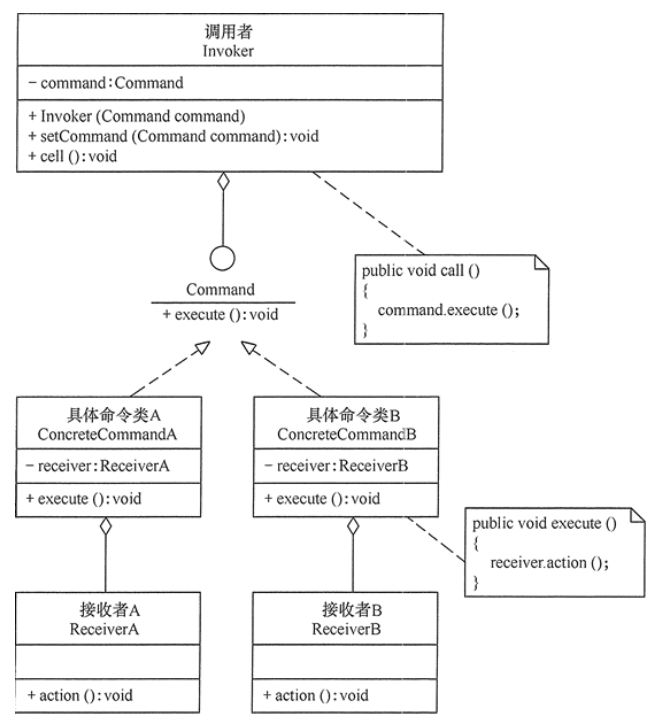 调用者
Invoker
- command:Command
+ Invoker (Command command)
+ setCommand (Command command):void
+ cell ():void
Command
+ execute ():void
public void call ()
{
command.execute ();
}
具体命令类A
ConcreteCommandA
- receiver:ReceiverA
+ execute ():void
具体命令类B
ConcreteCommandB
- receiver:ReceiverB
+ execute ():void
public void execute ()
{
receiver.action ();
}
接收者A
ReceiverA
+ action ():void
接收者B
ReceiverB
+ action ():void